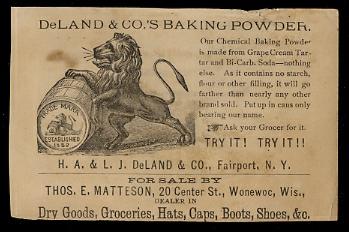 DeLAND & CO.'S BAKING POWDER.
Our Chemical Baking Powder
is made from Grape Cream Tar-
tar and Bi-Carb. Soda—nothing
else. As it contains no starch,
flour or other filling, it will go
farther than nearly any other
brand sold. Put up in cans only
bearing our name.
Ask your Grocer for it.
TRY IT! TRY IT!!
TRADE MARK
ESTABLISHED
1852
H. A. & L. J. DeLAND & CO., Fairport, N. Y.
FOR SALE BY
THOS. E. MATTESON, 20 Center St., Wonewoc, Wis.,
DEALER IN
Dry Goods, Groceries, Hats, Caps, Boots, Shoes, &c.